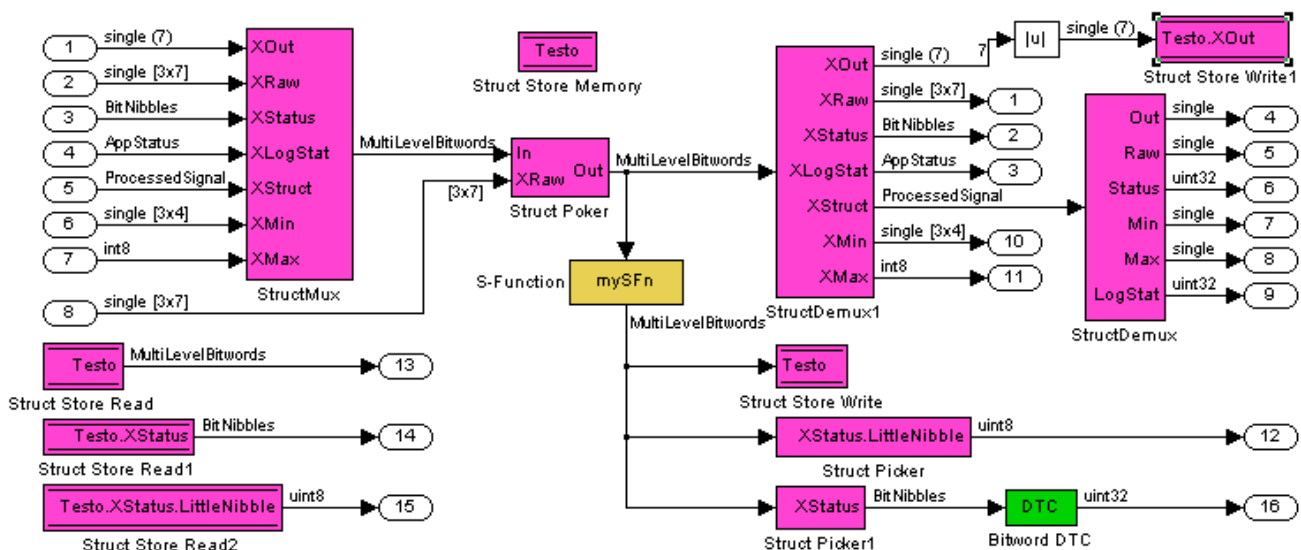 1 single (7) XOut
2 single [3x7] XRaw
3 BitNibbles XStatus
4 AppStatus XLogStat MultiLevelBitwords
5 ProcessedSignal XStruct
6 single [3x4] XMin
7 int8 XMax
StructMux
8 single [3x7]
[3x7]
Testo
Struct Store Memory
In
XRaw Out MultiLevelBitwords
Struct Poker
S-Function mySFn
MultiLevelBitwords
XOut single (7) 7 |u| single (7) Testo.XOut
Struct Store Write1
XRaw single [3x7] 1
XStatus BitNibbles 2
XLogStat AppStatus 3
XStruct ProcessedSignal
XMin single [3x4] 10
XMax int8 11
StructDemux1
Out single 4
Raw single 5
Status uint32 6
Min single 7
Max single 8
LogStat uint32 9
StructDemux
Testo MultiLevelBitwords 13
Struct Store Read
Testo.XStatus BitNibbles 14
Struct Store Read1
Testo.XStatus.LittleNibble uint8 15
Struct Store Read2
Testo
Struct Store Write
XStatus.LittleNibble uint8 12
Struct Picker
XStatus BitNibbles DTC uint32 16
Struct Picker1 Bitword DTC